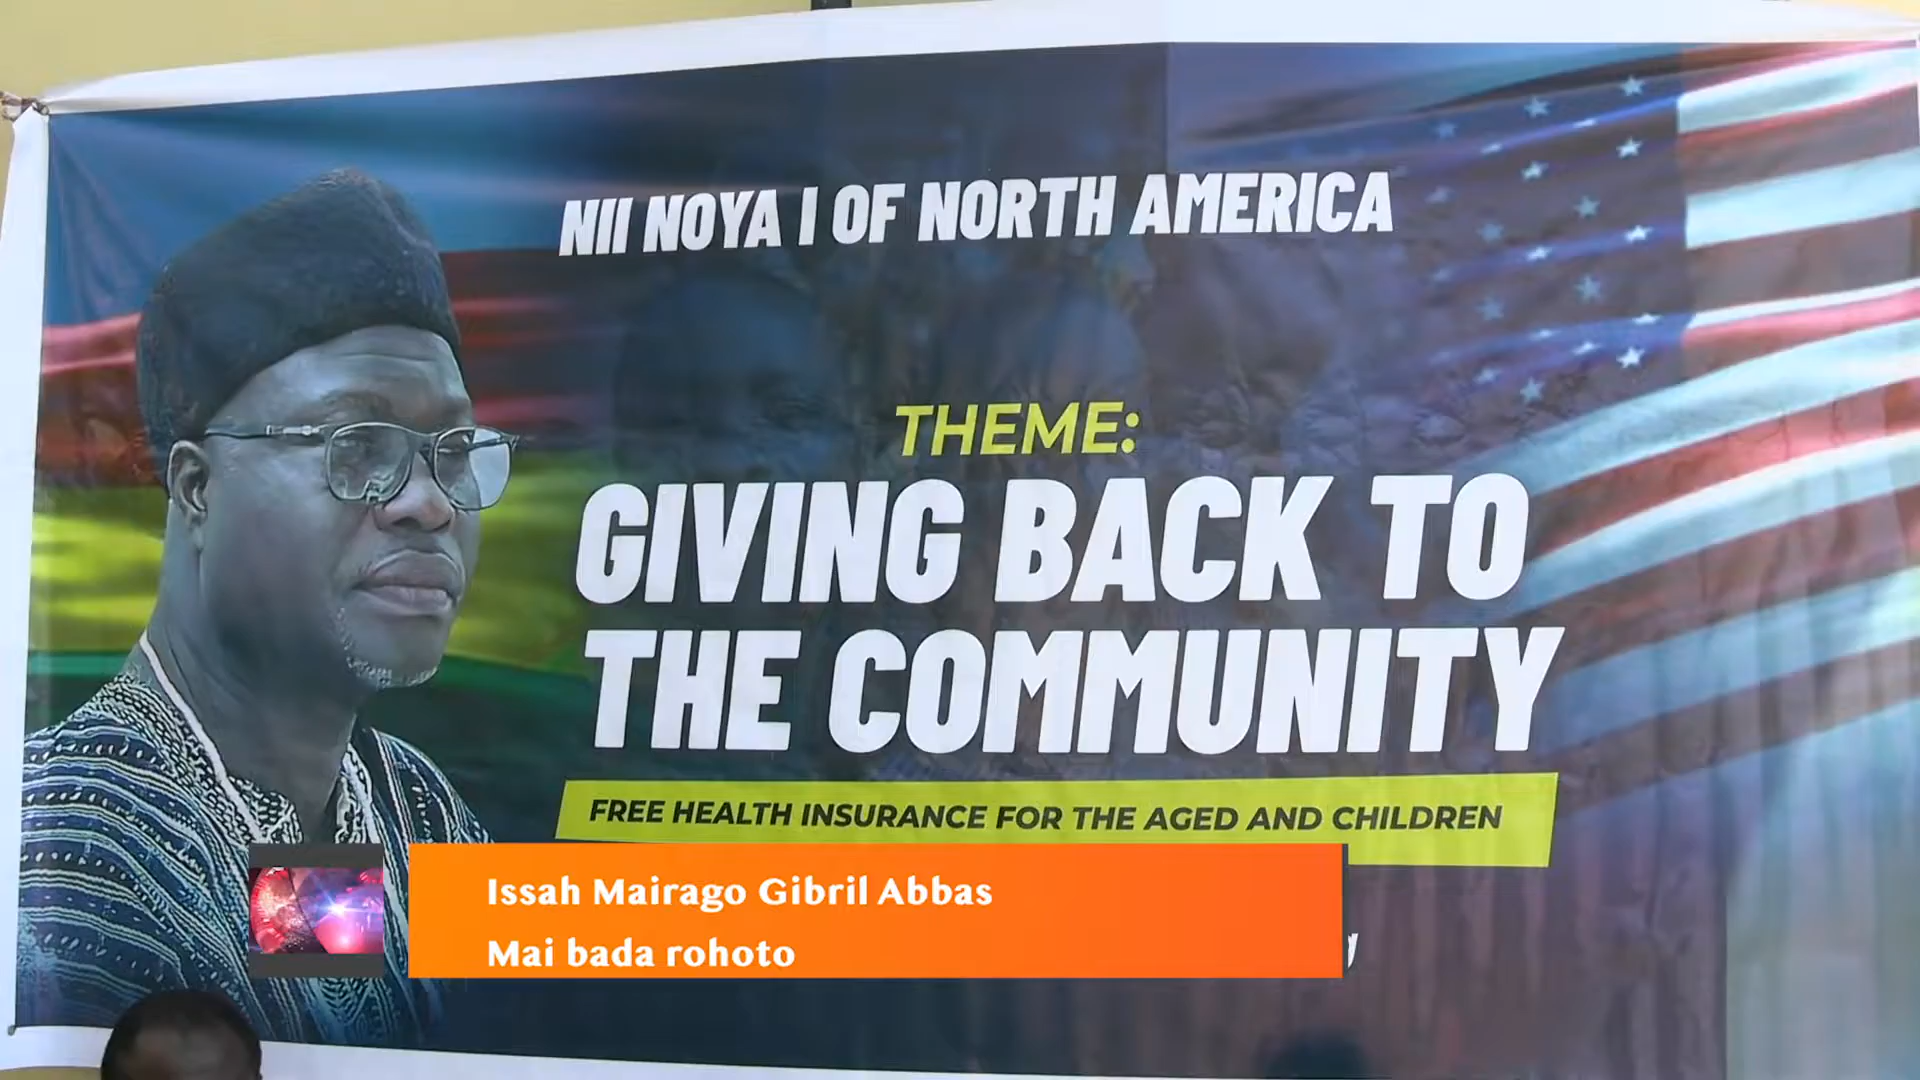 NII NOYA I OF NORTH AMERICA
THEME:
GIVING BACK TO
THE COMMUNITY
FREE HEALTH INSURANCE FOR THE AGED AND CHILDREN
Issah Mairago Gibril Abbas
Mai bada rohoto